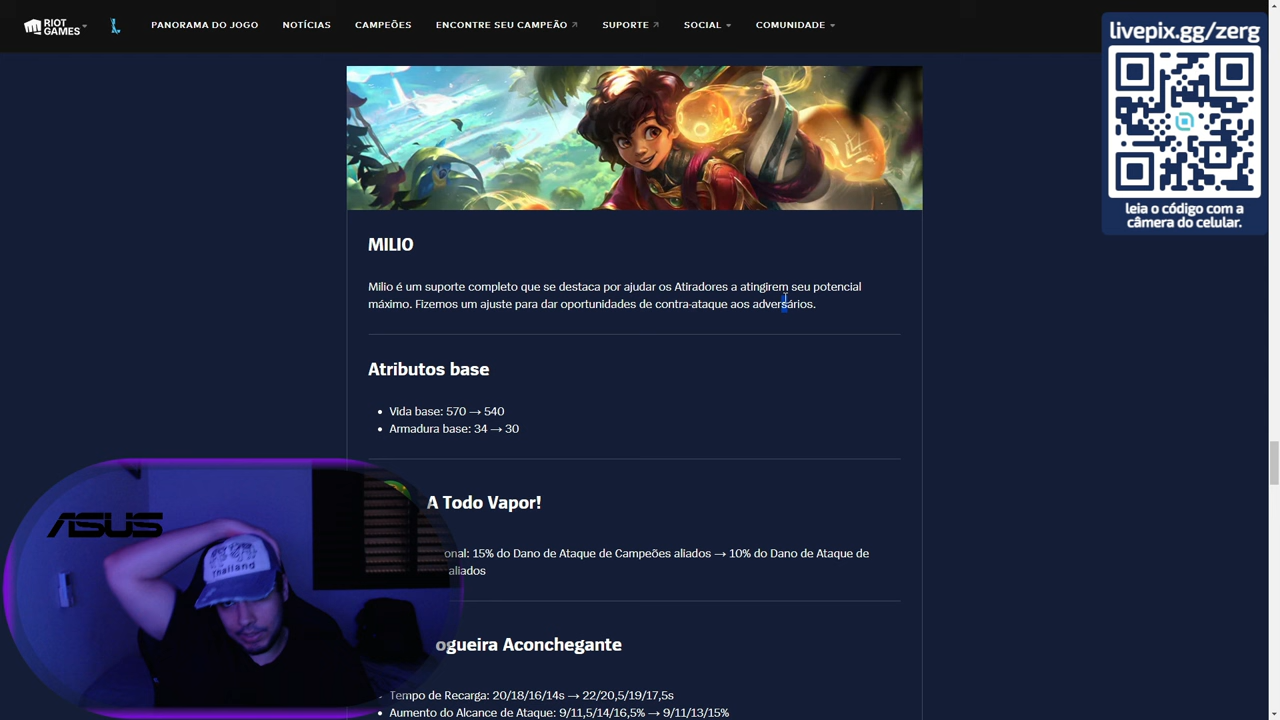 RIOT GAMES
PANORAMA DO JOGO
NOTÍCIAS
CAMPEÕES
ENCONTRE SEU CAMPEÃO
SUPORTE
SOCIAL
COMUNIDADE
livepix.gg/zerg
leia o código com a
câmera do celular.
MILIO
Milio é um suporte completo que se destaca por ajudar os Atiradores a atingirem seu potencial
máximo. Fizemos um ajuste para dar oportunidades de contra-ataque aos adversários.
Atributos base
• Vida base: 570 → 540
• Armadura base: 34 → 30
A Todo Vapor!
onal: 15% do Dano de Ataque de Campeões aliados → 10% do Dano de Ataque de
aliados
ogueira Aconchegante
Tempo de Recarga: 20/18/16/14s → 22/20,5/19/17,5s
• Aumento do Alcance de Ataque: 9/11,5/14/16,5% → 9/11/13/15%
ASUS
Thailand